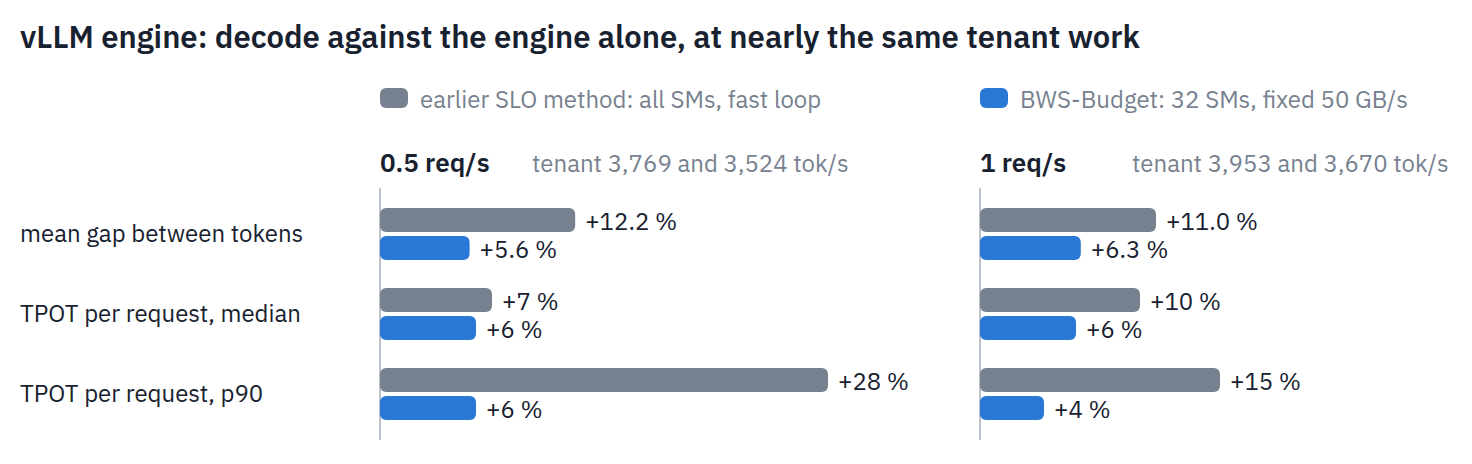 vLLM engine: decode against the engine alone, at nearly the same tenant work
earlier SLO method: all SMs, fast loop
BWS-Budget: 32 SMs, fixed 50 GB/s
0.5 req/s tenant 3,769 and 3,524 tok/s
1 req/s tenant 3,953 and 3,670 tok/s
mean gap between tokens
+12.2 %
+5.6 %
+11.0 %
+6.3 %
TPOT per request, median
+7 %
+6 %
+10 %
+6 %
TPOT per request, p90
+28 %
+6 %
+15 %
+4 %